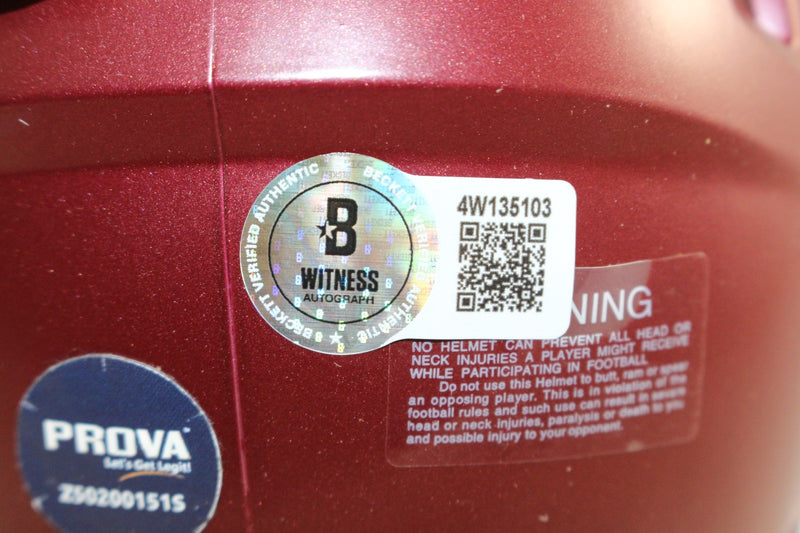 BECKETT VERIFIED AUTHENTIC
BECKETT
AUTHENTIC
B
WITNESS
AUTOGRAPH
4W135103
NING
NO HELMET CAN PREVENT ALL HEAD OR
NECK INJURIES A PLAYER MIGHT RECEIVE
WHILE PARTICIPATING IN FOOTBALL
Do not use this Helmet to butt, ram or spear
an opposing player. This is in violation of the
football rules and such use can result in severe
head or neck injuries, paralysis or death to you
and possible injury to your opponent.
PROVA
Let's Get Legit!
Z502001515